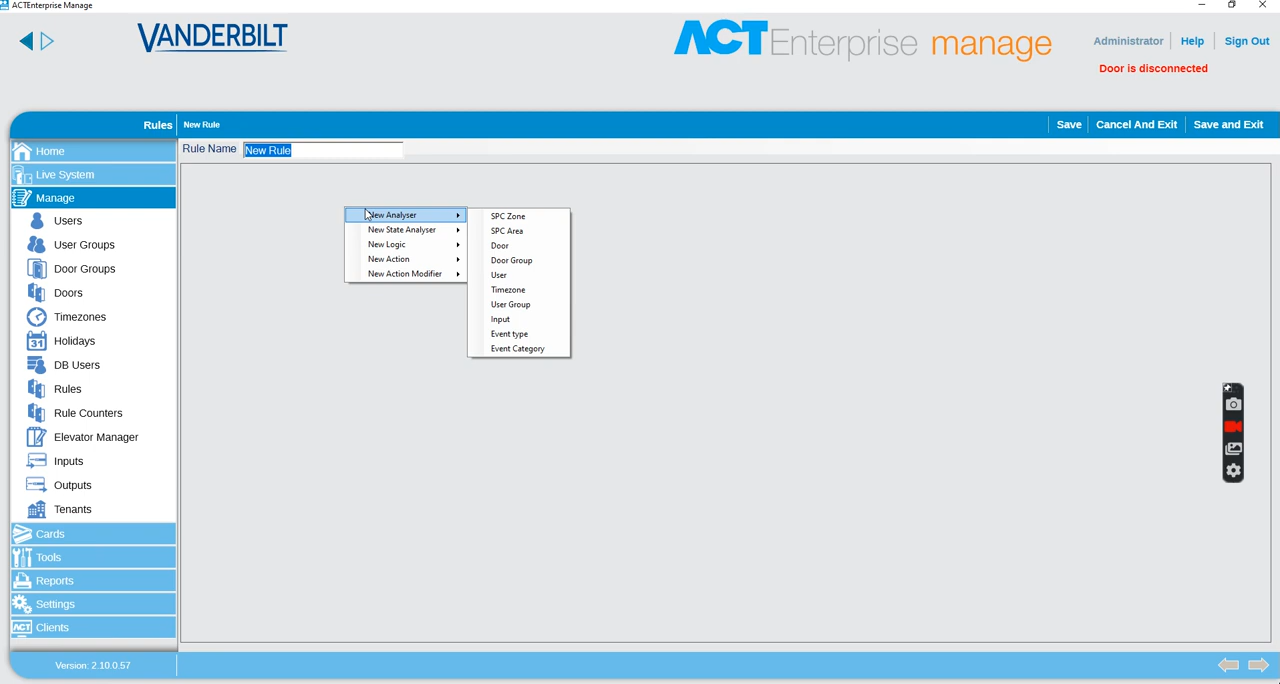 ACTEnterprise Manage
VANDERBILT
ACTEnterprise manage
Administrator
Help
Sign Out
Door is disconnected
Rules
New Rule
Save
Cancel And Exit
Save and Exit
Rule Name
New Rule
Home
Live System
Manage
Users
User Groups
Door Groups
Doors
Timezones
31
Holidays
DB Users
Rules
Rule Counters
Elevator Manager
Inputs
Outputs
Tenants
Cards
Tools
Reports
Settings
ACT
Clients
New Analyser
New State Analyser
New Logic
New Action
New Action Modifier
SPC Zone
SPC Area
Door
Door Group
User
Timezone
User Group
Input
Event type
Event Category
Version: 2.10.0.57